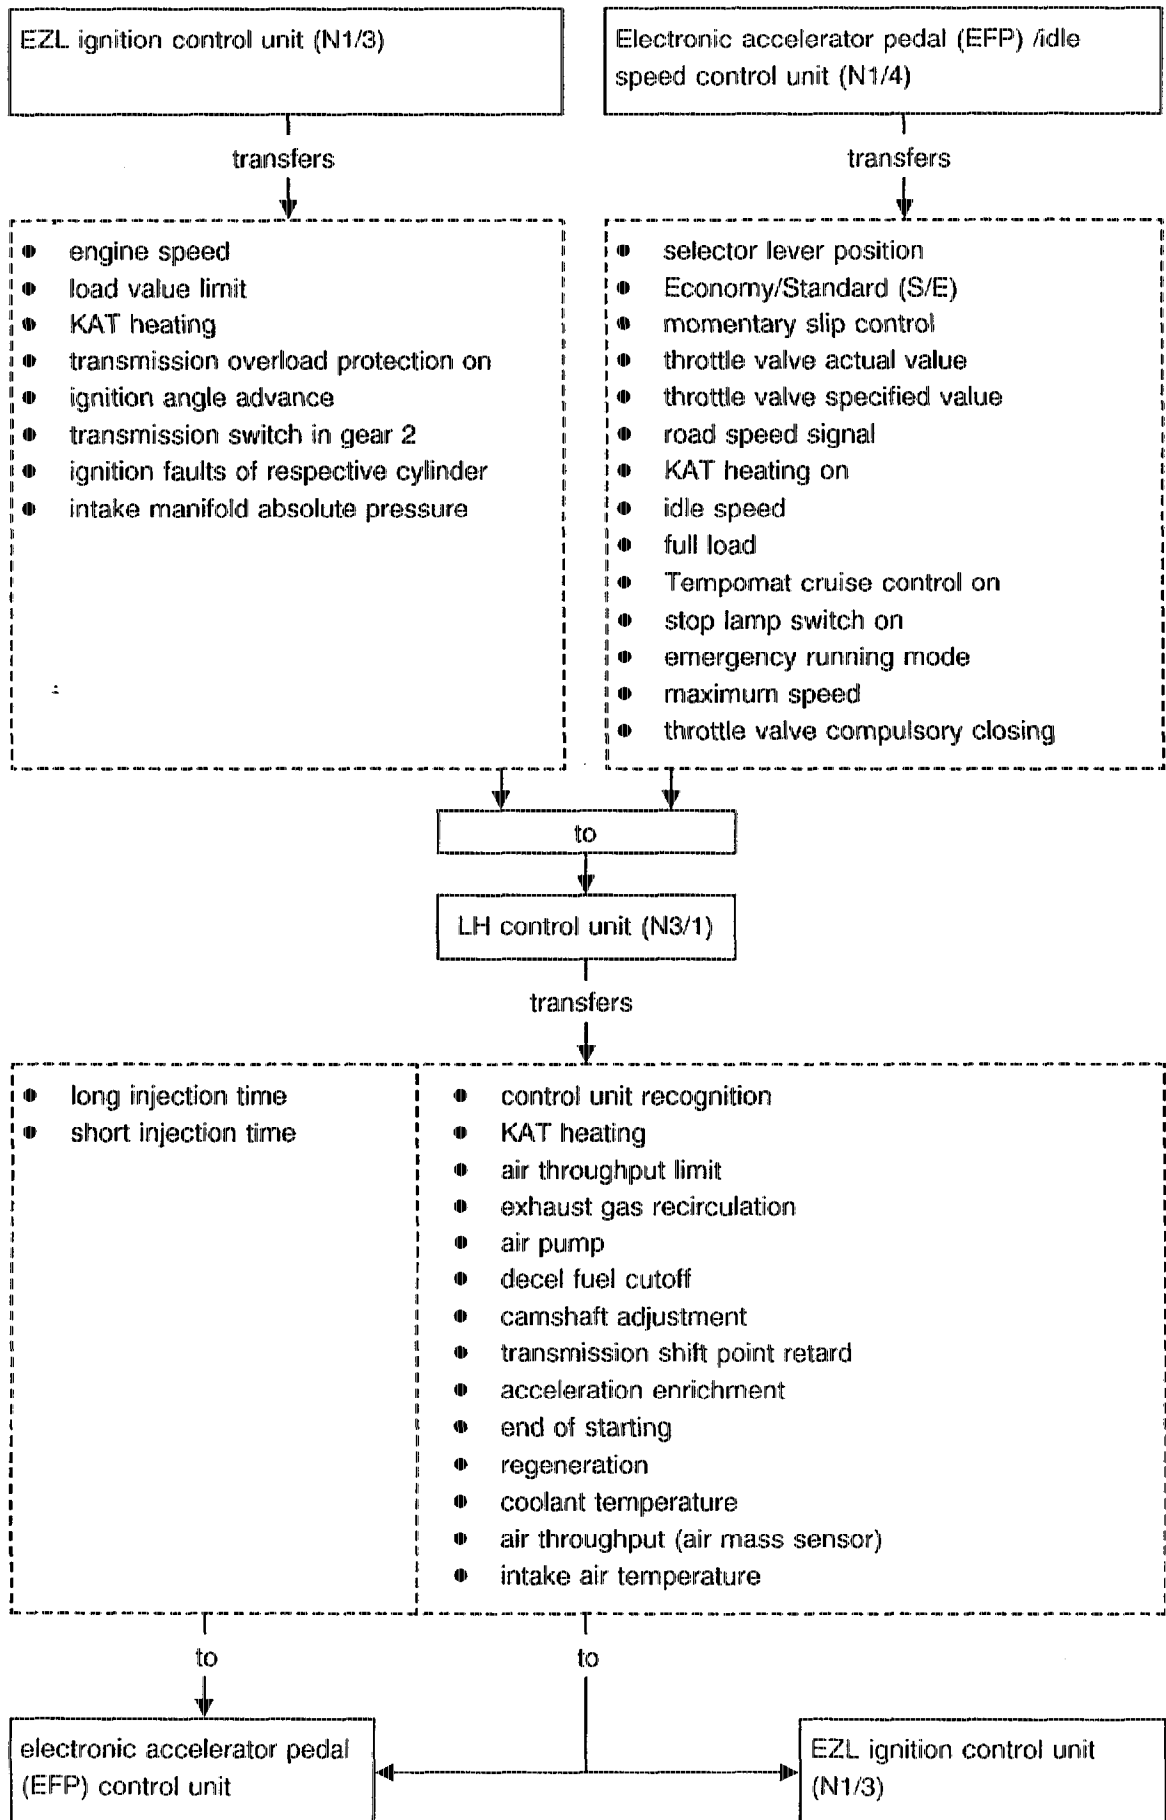 EZL ignition control unit (N1/3)
Electronic accelerator pedal (EFP) /idle
speed control unit (N1/4)
transfers
transfers
engine speed
load value limit
KAT heating
transmission overload protection on
ignition angle advance
transmission switch in gear 2
ignition faults of respective cylinder
intake manifold absolute pressure
selector lever position
Economy/Standard (S/E)
momentary slip control
throttle valve actual value
throttle valve specified value
road speed signal
KAT heating on
idle speed
full load
Tempomat cruise control on
stop lamp switch on
emergency running mode
maximum speed
throttle valve compulsory closing
to
LH control unit (N3/1)
transfers
long injection time
short injection time
control unit recognition
KAT heating
air throughput limit
exhaust gas recirculation
air pump
decel fuel cutoff
camshaft adjustment
transmission shift point retard
acceleration enrichment
end of starting
regeneration
coolant temperature
air throughput (air mass sensor)
intake air temperature
to
to
electronic accelerator pedal
(EFP) control unit
EZL ignition control unit
(N1/3)